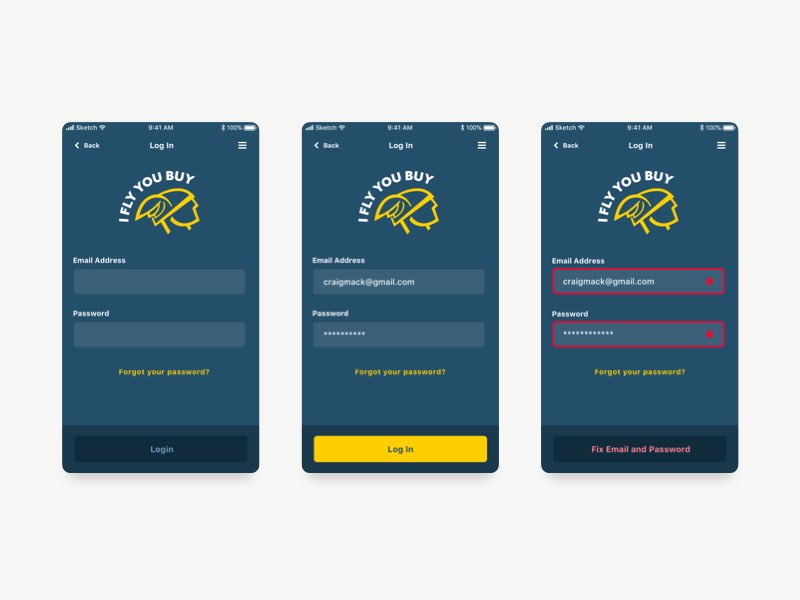 Sketch 9:41 AM 100%
Back Log In
I FLY YOU BUY
Email Address
Password
Forgot your password?
Login
Sketch 9:41 AM 100%
Back Log In
I FLY YOU BUY
Email Address
craigmack@gmail.com
Password
**********
Forgot your password?
Log In
Sketch 9:41 AM 100%
Back Log In
I FLY YOU BUY
Email Address
craigmack@gmail.com
Password
************
Forgot your password?
Fix Email and Password